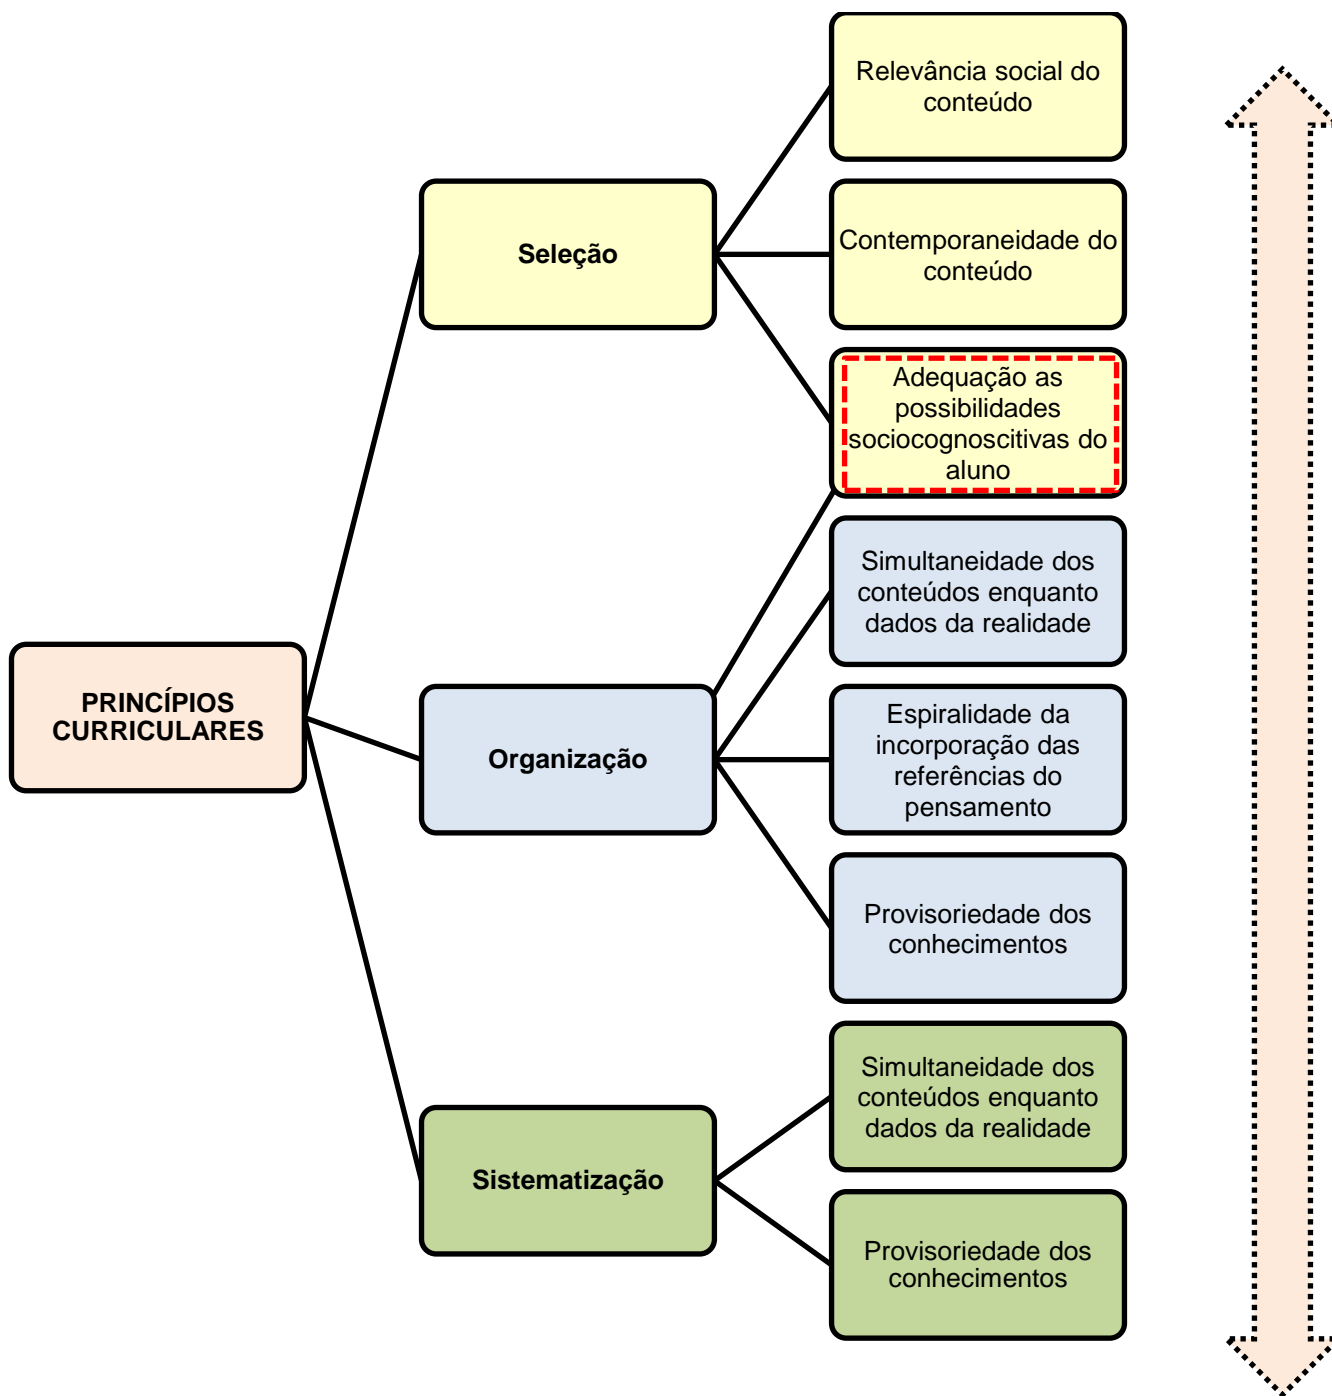 Relevância social do
conteúdo
Seleção
Contemporaneidade do
conteúdo
Adequação as
possibilidades
sociocognoscitivas do
aluno
PRINCÍPIOS
CURRICULARES
Organização
Simultaneidade dos
conteúdos enquanto
dados da realidade
Espiralidade da
incorporação das
referências do
pensamento
Provisoriedade dos
conhecimentos
Sistematização
Simultaneidade dos
conteúdos enquanto
dados da realidade
Provisoriedade dos
conhecimentos